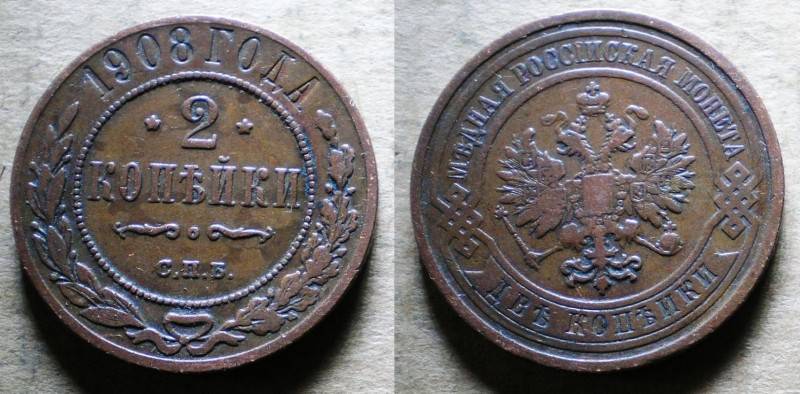 1908 ГОДА
* 2 *
КОПѢЙКИ
С.П.Б.
МѢДНАЯ РОССІЙСКАЯ МОНЕТА
ДВѢ КОПѢЙКИ